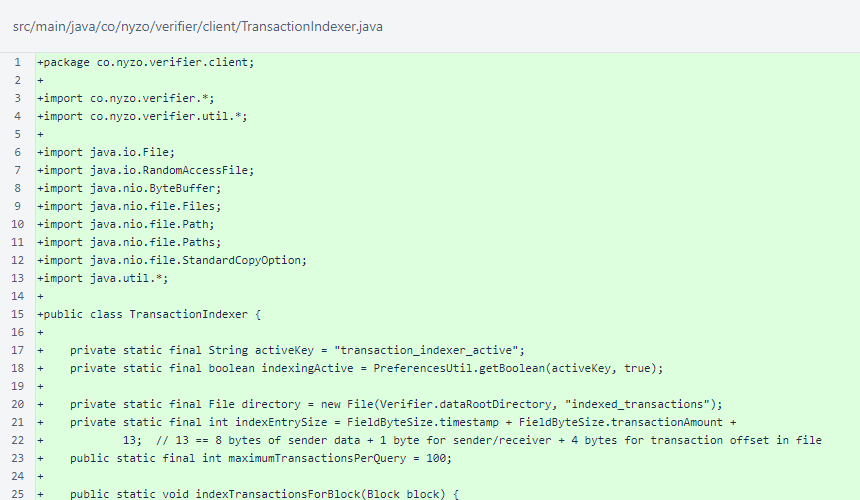 src/main/java/co/nyzo/verifier/client/TransactionIndexer.java
1 +package co.nyzo.verifier.client;
2 +
3 +import co.nyzo.verifier.*;
4 +import co.nyzo.verifier.util.*;
5 +
6 +import java.io.File;
7 +import java.io.RandomAccessFile;
8 +import java.nio.ByteBuffer;
9 +import java.nio.file.Files;
10 +import java.nio.file.Path;
11 +import java.nio.file.Paths;
12 +import java.nio.file.StandardCopyOption;
13 +import java.util.*;
14 +
15 +public class TransactionIndexer {
16 +
17 +    private static final String activeKey = "transaction_indexer_active";
18 +    private static final boolean indexingActive = PreferencesUtil.getBoolean(activeKey, true);
19 +
20 +    private static final File directory = new File(Verifier.dataRootDirectory, "indexed_transactions");
21 +    private static final int indexEntrySize = FieldByteSize.timestamp + FieldByteSize.transactionAmount +
22 +            13;  // 13 == 8 bytes of sender data + 1 byte for sender/receiver + 4 bytes for transaction offset in file
23 +    public static final int maximumTransactionsPerQuery = 100;
24 +
25 +    public static void indexTransactionsForBlock(Block block) {